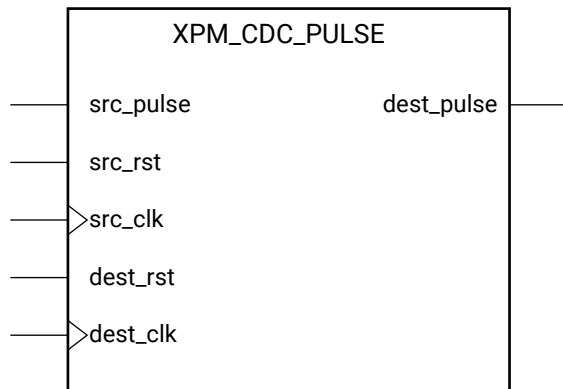 XPM_CDC_PULSE
src_pulse dest_pulse
src_rst
src_clk
dest_rst
dest_clk